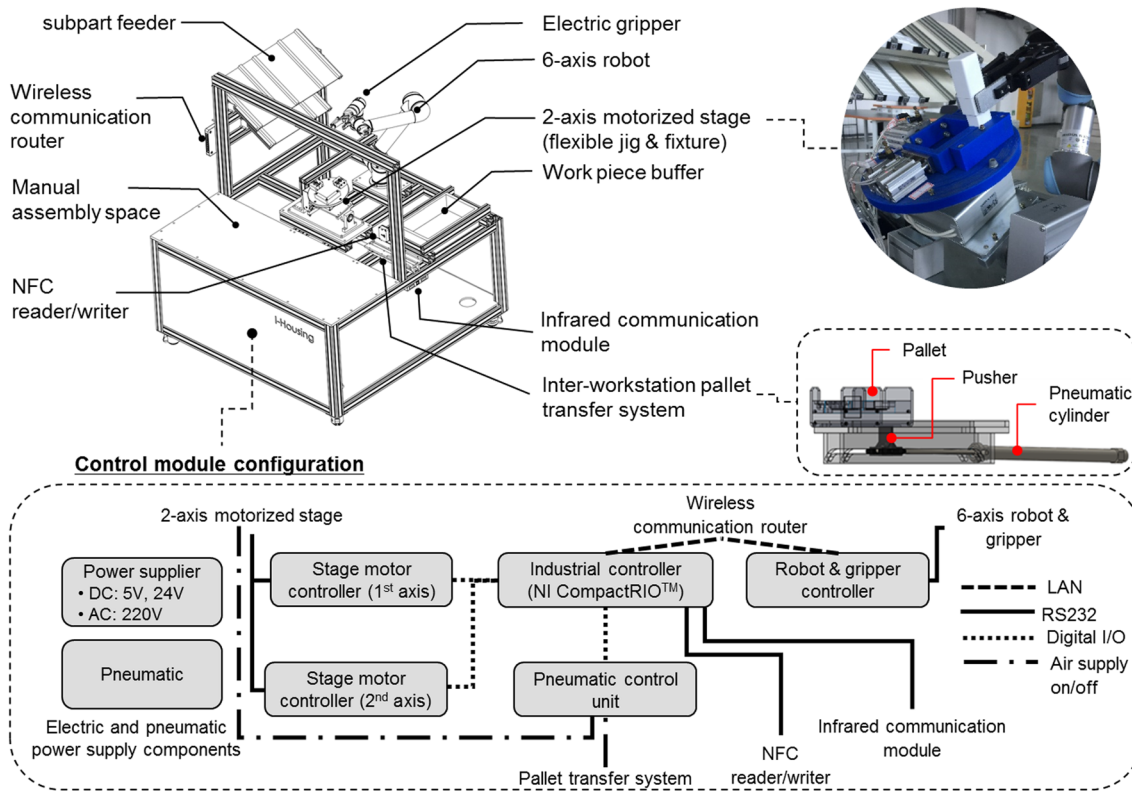 subpart feeder
Electric gripper
6-axis robot
Wireless
communication
router
2-axis motorized stage
(flexible jig & fixture)
Work piece buffer
Manual
assembly space
NFC
reader/writer
i-Housing
Infrared communication
module
Inter-workstation pallet
transfer system
Pallet
Pusher
Pneumatic
cylinder
Control module configuration
2-axis motorized stage
Wireless
communication router
6-axis robot &
gripper
Power supplier
• DC: 5V, 24V
• AC: 220V
Stage motor
controller (1st axis)
Industrial controller
(NI CompactRIO™)
Robot & gripper
controller
LAN
RS232
Digital I/O
Air supply
on/off
Pneumatic
Stage motor
controller (2nd axis)
Pneumatic control
unit
Electric and pneumatic
power supply components
Infrared communication
module
NFC
reader/writer
Pallet transfer system